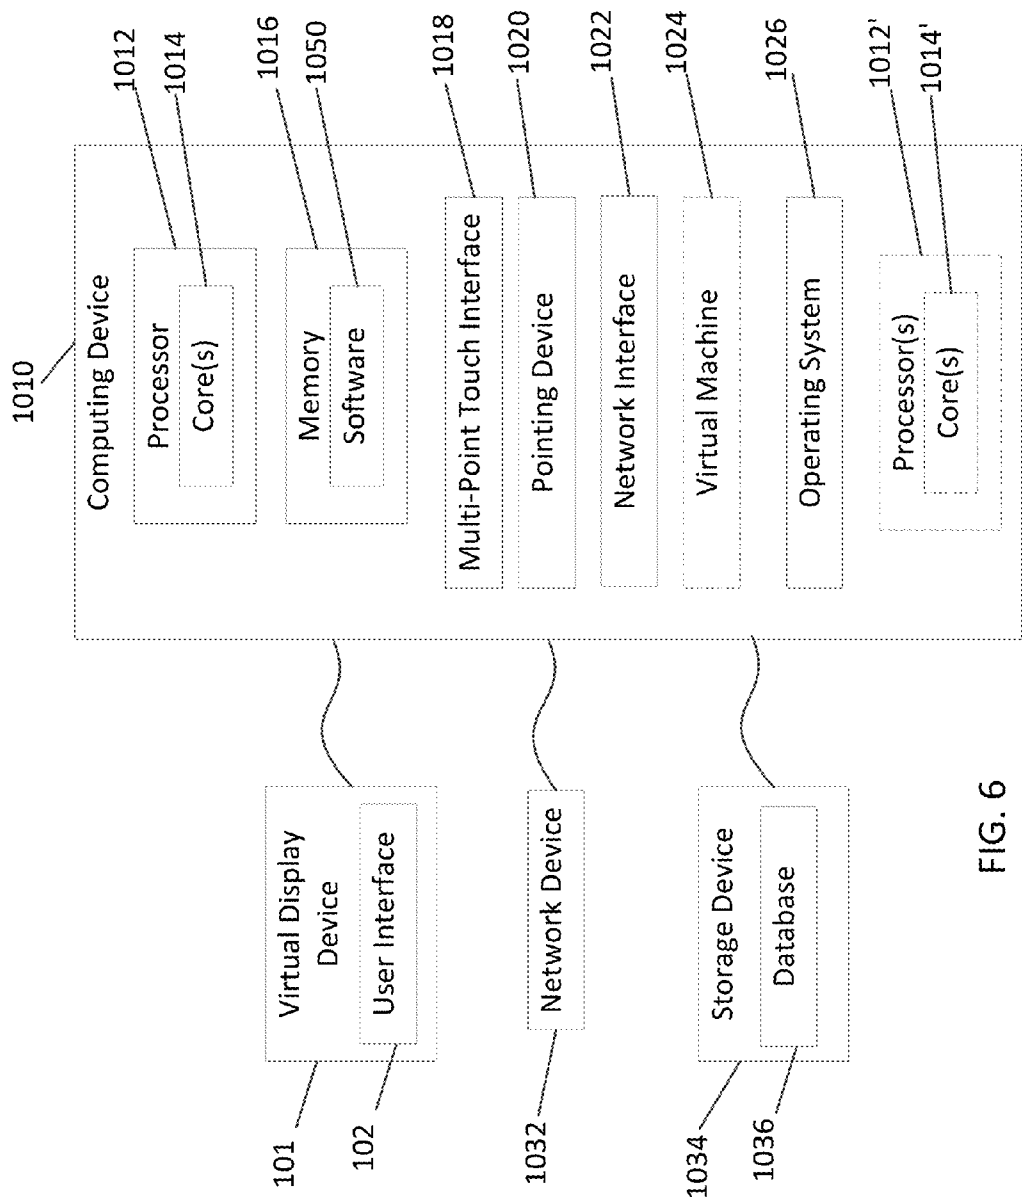 1010
Computing Device
Processor
Core(s)
1012
1014
Memory
Software
1016
1050
Multi-Point Touch Interface
1018
Pointing Device
1020
Network Interface
1022
Virtual Machine
1024
Operating System
1026
Processor(s)
Core(s)
1012'
1014'
Virtual Display
Device
User Interface
101
102
Network Device
1032
Storage Device
Database
1034
1036
FIG. 6